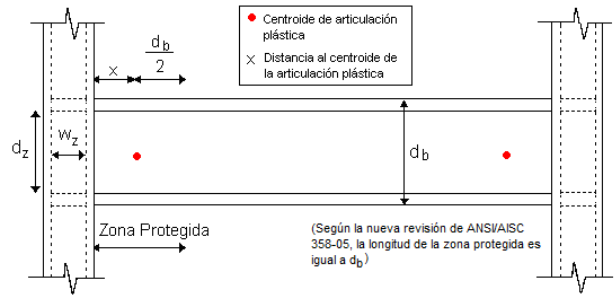 Centroide de articulación
plástica
x Distancia al centroide de
la articulación plástica
d_b
2
x
d_z
w_z
d_b
Zona Protegida
(Según la nueva revisión de ANSI/AISC
358-05, la longitud de la zona protegida es
igual a d_b)